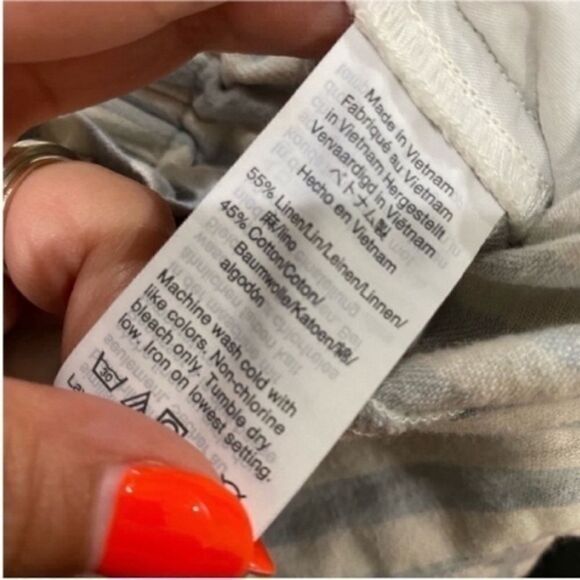 Made in Vietnam
Fabriqué au Vietnam
in Vietnam Hergestellt
Vervaardigd in Viëtnam
ベトナム製
Hecho en Vietnam
55% Linen/Lin/Leinen/Linnen/
麻/lino
45% Cotton/Coton/
Baumwolle/Katoen/綿/
algodón
Machine wash cold with
like colors. Non-chlorine
bleach only. Tumble dry
low. Iron on lowest setting.
30